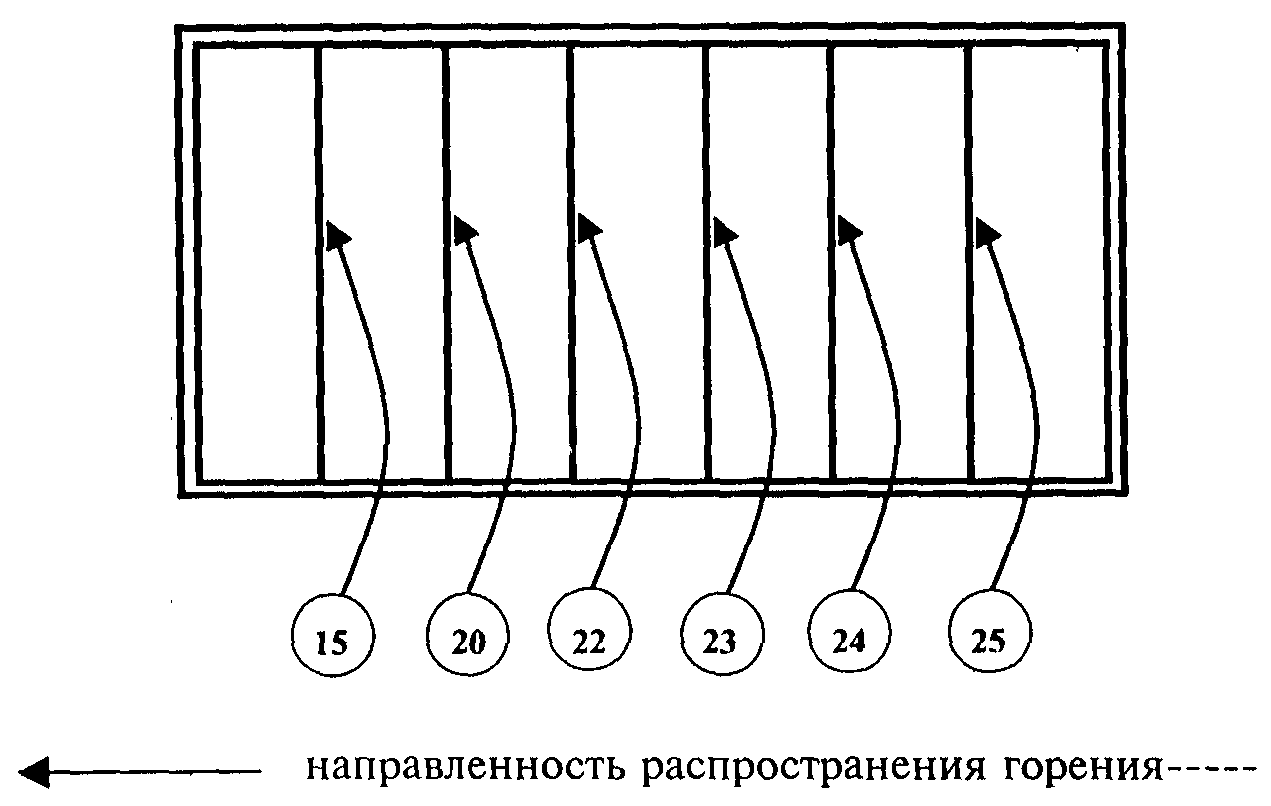 15 20 22 23 24 25
направленность распространения горения-----